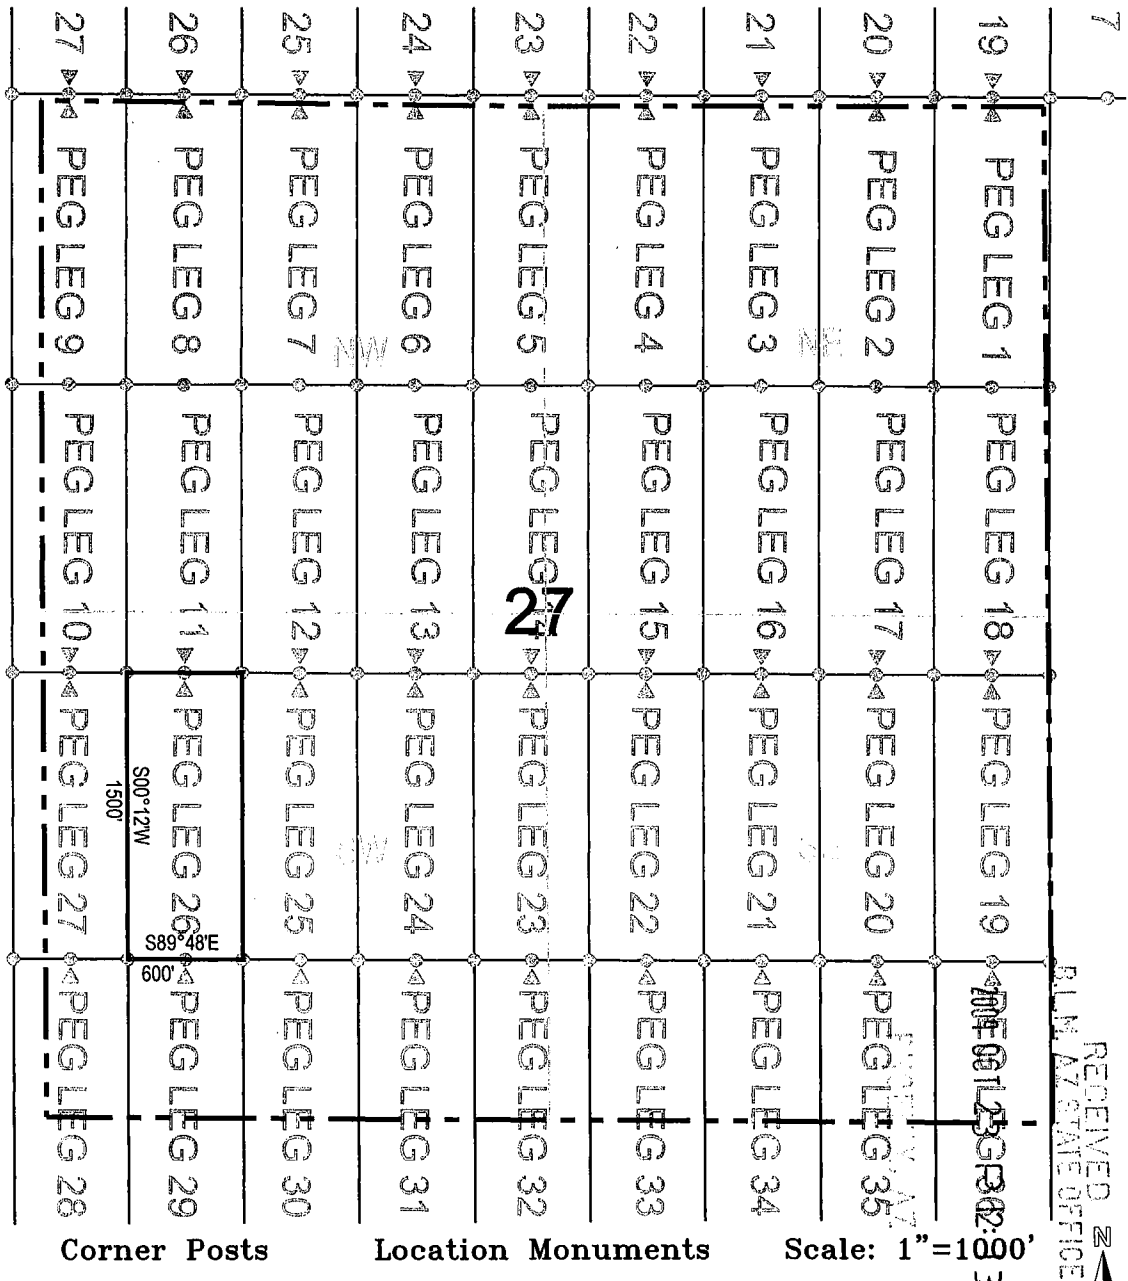 27 26 25 24 23 22 21 20 19 7
PEG LEG 9
PEG LEG 8
PEG LEG 7
PEG LEG 6
PEG LEG 5
PEG LEG 4
PEG LEG 3
PEG LEG 2
PEG LEG 1
NW
NE
PEG LEG 10
PEG LEG 11
PEG LEG 12
PEG LEG 13
PEG LEG 14
PEG LEG 15
PEG LEG 16
PEG LEG 17
PEG LEG 18
27
PEG LEG 27
PEG LEG 26
PEG LEG 25
PEG LEG 24
PEG LEG 23
PEG LEG 22
PEG LEG 21
PEG LEG 20
PEG LEG 19
S00°12'W
1500'
S89°48'E
600'
SW
PEG LEG 28
PEG LEG 29
PEG LEG 30
PEG LEG 31
PEG LEG 32
PEG LEG 33
PEG LEG 34
PEG LEG 35
RECEIVED
B.L.M. AZ STATE OFFICE
N
Corner Posts Location Monuments Scale: 1"=1000'